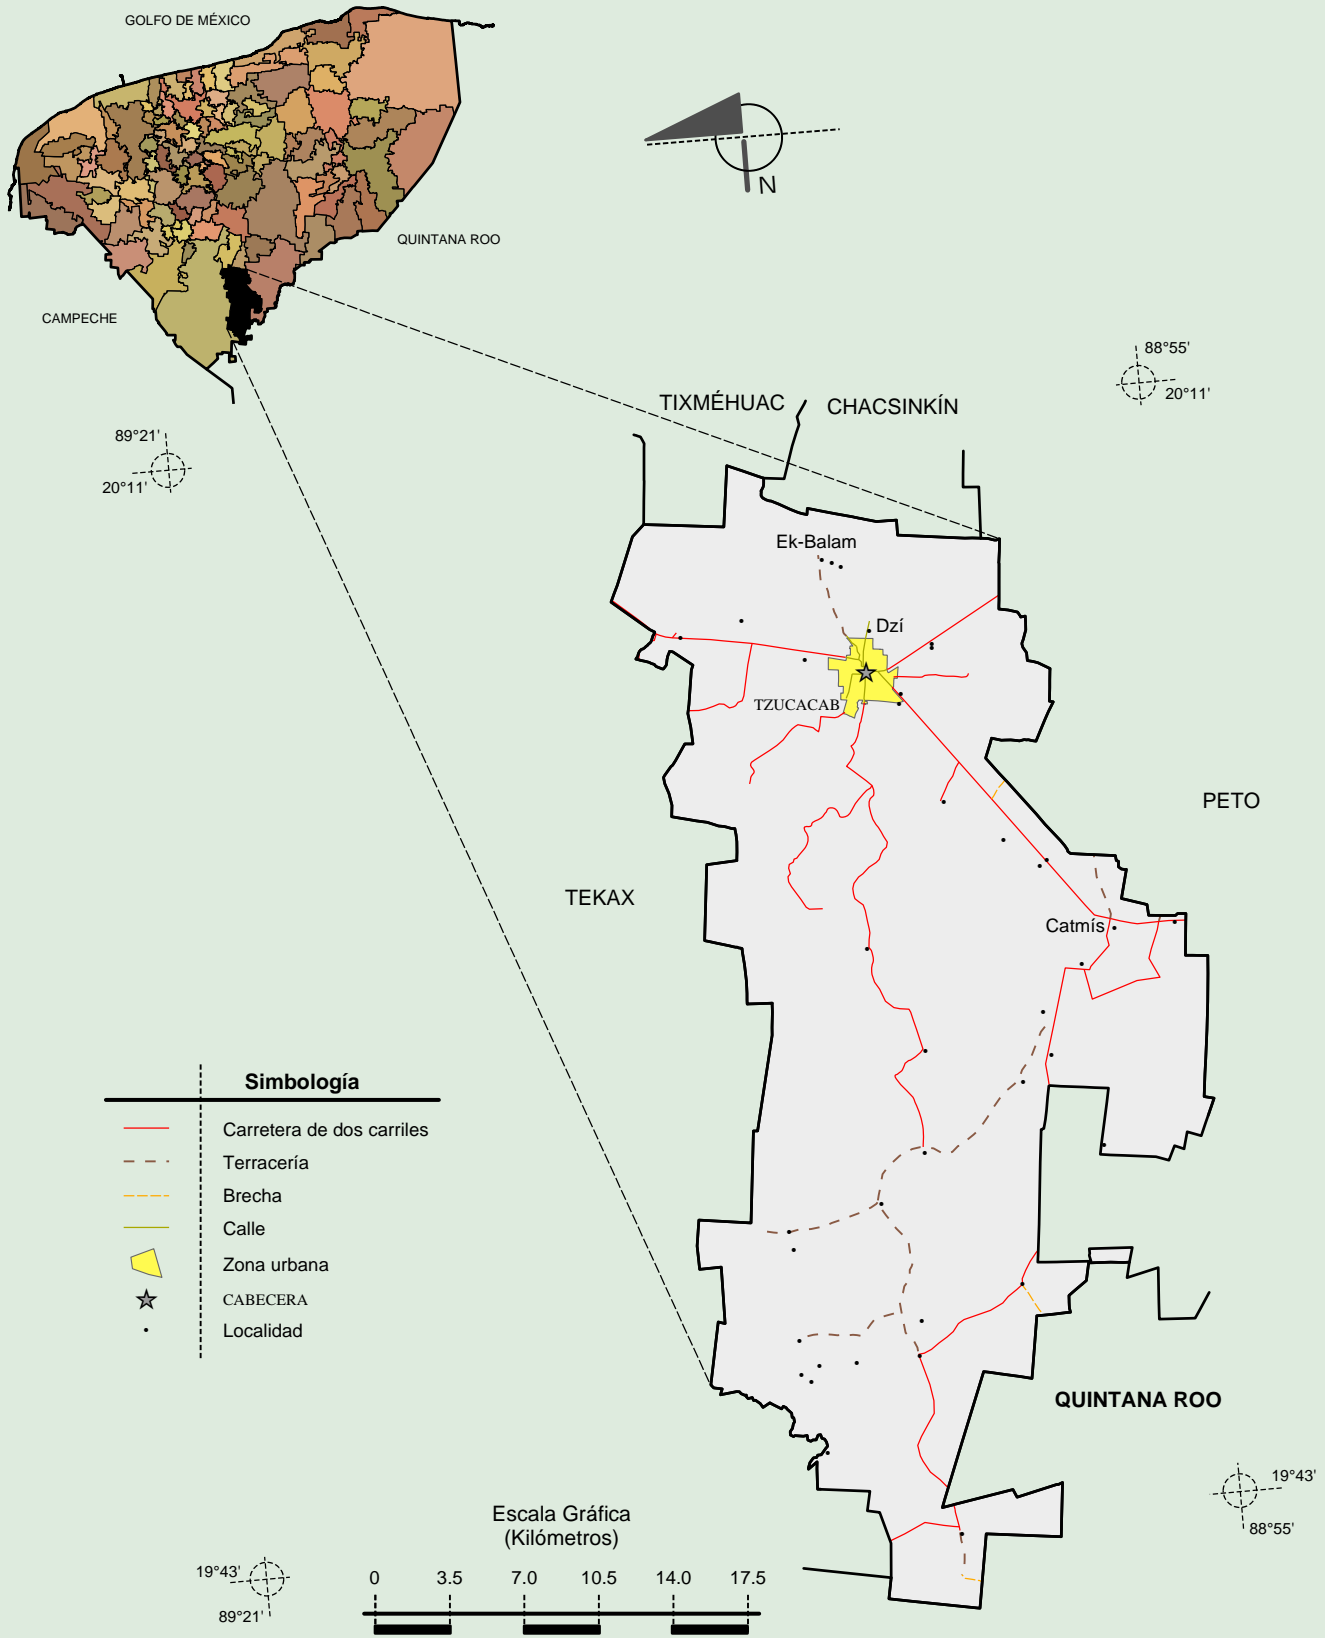 GOLFO DE MÉXICO
N
QUINTANA ROO
CAMPECHE
88°55'
20°11'
TIXMÉHUAC
CHACSINKÍN
89°21'
20°11'
Ek-Balam
Dzí
TZUCACAB
PETO
TEKAX
Catmís
Simbología
Carretera de dos carriles
Terracería
Brecha
Calle
Zona urbana
CABECERA
Localidad
QUINTANA ROO
19°43'
88°55'
Escala Gráfica
(Kilómetros)
19°43'
89°21'
0 3.5 7.0 10.5 14.0 17.5